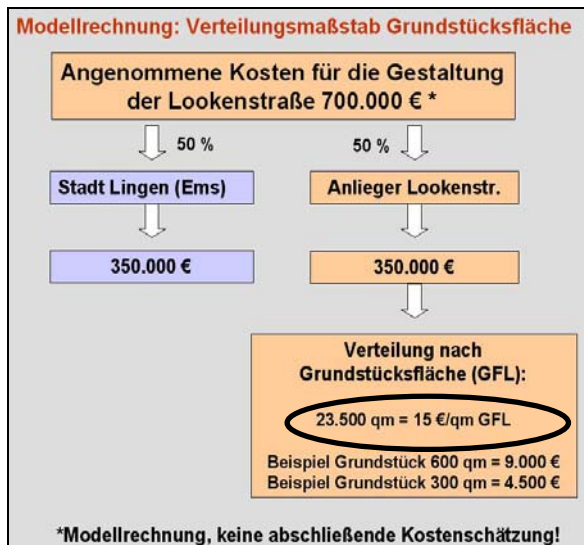 Modellrechnung: Verteilungsmaßstab Grundstücksfläche
Angenommene Kosten für die Gestaltung
der Lookenstraße 700.000 € *
50 %
50 %
Stadt Lingen (Ems)
Anlieger Lookenstr.
350.000 €
350.000 €
Verteilung nach
Grundstücksfläche (GFL):
23.500 qm = 15 €/qm GFL
Beispiel Grundstück 600 qm = 9.000 €
Beispiel Grundstück 300 qm = 4.500 €
*Modellrechnung, keine abschließende Kostenschätzung!